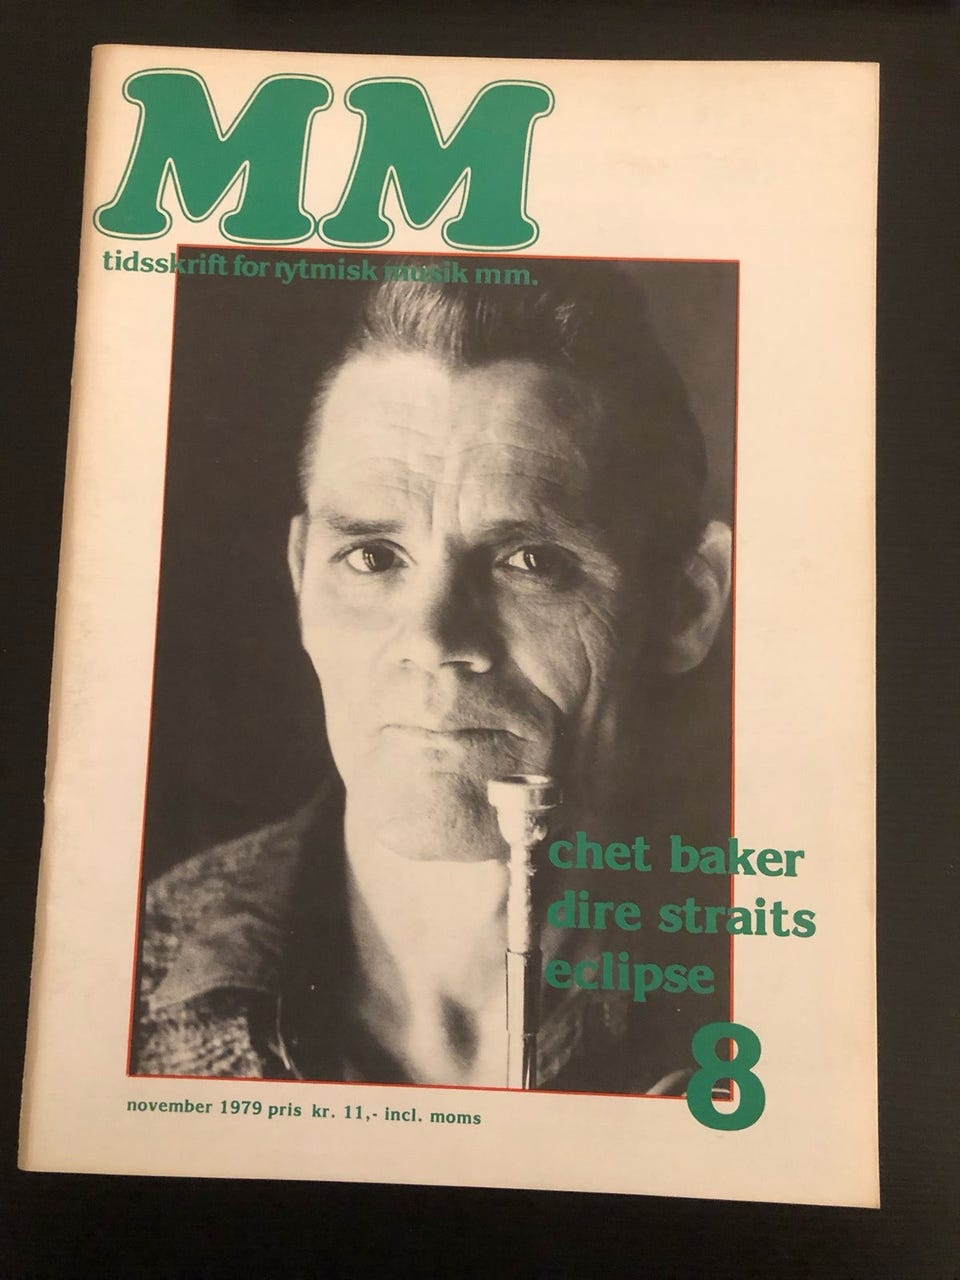 MM
tidsskrift for rytmisk musik mm.
chet baker
dire straits
eclipse
8
november 1979 pris kr. 11,- incl. moms